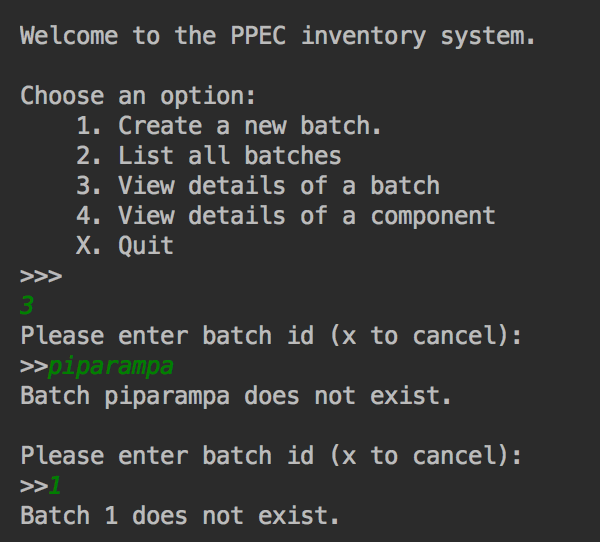 Welcome to the PPEC inventory system.
Choose an option:
1. Create a new batch.
2. List all batches
3. View details of a batch
4. View details of a component
X. Quit
>>>
3
Please enter batch id (x to cancel):
>>piparampa
Batch piparampa does not exist.
Please enter batch id (x to cancel):
>>1
Batch 1 does not exist.